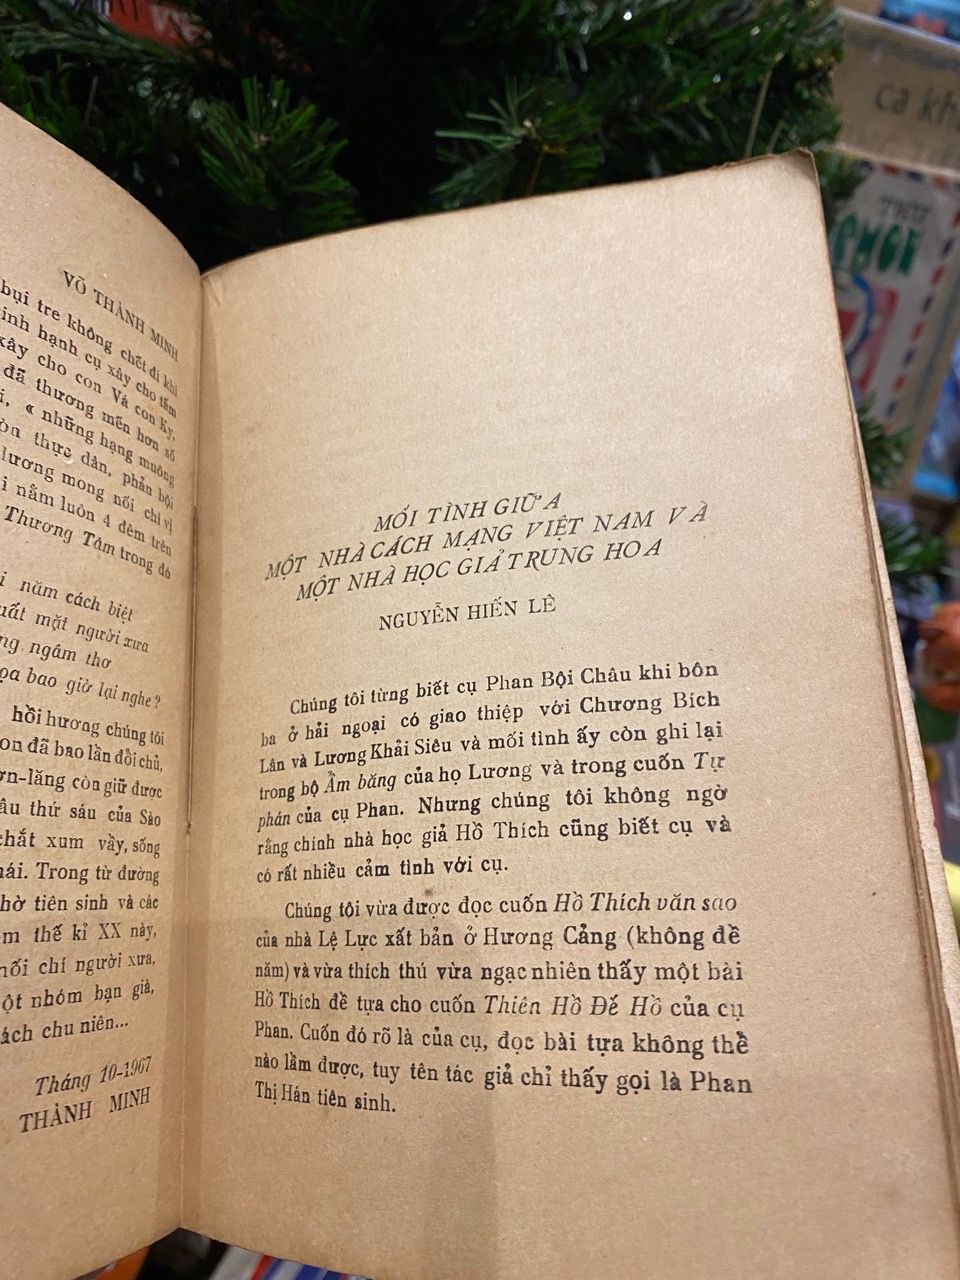 VÕ THÀNH MINH
bụi tre không chết đi khi
sinh hạnh cụ xây cho tấm
xây cho con Vá con Ky,
đã thương mến hơn số
i, « những hạng muông
òn thực dân, phản bội
lương mong nối chí vị
i nằm luôn 4 đêm trên
Thương Tâm trong đó
i năm cách biệt
uất mặt người xưa
ng ngâm thơ
ọa bao giờ lại nghe ?
hồi hương chúng tôi
on đã bao lần đổi chủ,
ơn-lăng còn giữ được
âu thứ sáu của Sào
chắt xum vầy, sống
nái. Trong từ đường
hờ tiên sinh và các
m thế kỉ XX này,
nối chí người xưa,
ột nhóm bạn già,
ách chu niên...
Tháng 10-1967
THÀNH MINH
MỐI TÌNH GIỮA
MỘT NHÀ CÁCH MẠNG VIỆT NAM VÀ
MỘT NHÀ HỌC GIẢ TRUNG HOA
NGUYỄN HIẾN LÊ
Chúng tôi từng biết cụ Phan Bội Châu khi bôn
ba ở hải ngoại có giao thiệp với Chương Bích
Lân và Lương Khải Siêu và mối tình ấy còn ghi lại
trong bộ Ẩm băng của họ Lương và trong cuốn Tự
phán của cụ Phan. Nhưng chúng tôi không ngờ
rằng chính nhà học giả Hồ Thích cũng biết cụ và
có rất nhiều cảm tình với cụ.
Chúng tội vừa được đọc cuốn Hồ Thích văn sao
của nhà Lệ Lực xất bản ở Hương Cảng (không đề
năm) và vừa thích thú vừa ngạc nhiên thấy một bài
Hồ Thích đề tựa cho cuốn Thiên Hồ Đế Hồ của cụ
Phan. Cuốn đó rõ là của cụ, đọc bài tựa không thể
nào lầm được, tuy tên tác giả chỉ thấy gọi là Phan
Thị Hán tiên sinh.
ca kh
THƯ